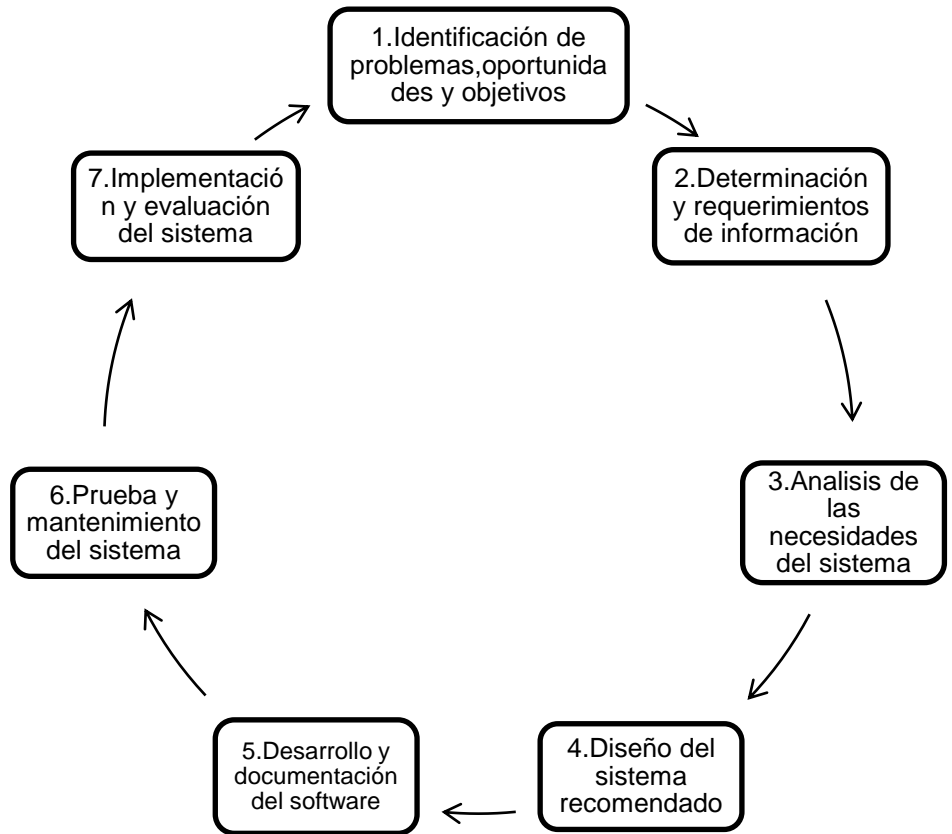 1.Identificación de
problemas,oportunida
des y objetivos
2.Determinación
y requerimientos
de información
3.Analisis de
las
necesidades
del sistema
4.Diseño del
sistema
recomendado
5.Desarrollo y
documentación
del software
6.Prueba y
mantenimiento
del sistema
7.Implementació
n y evaluación
del sistema